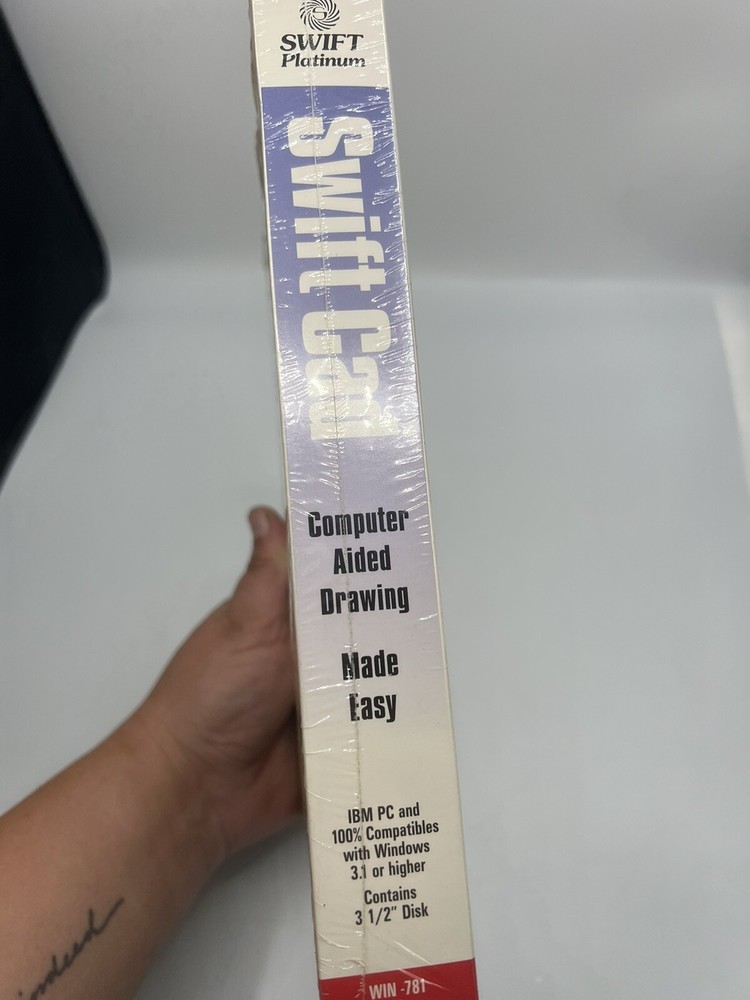 SWIFT
Platinum
Swift Cad
Computer
Aided
Drawing
Made
Easy
IBM PC and
100% Compatibles
with Windows
3.1 or higher
Contains
3 1/2" Disk
WIN -781